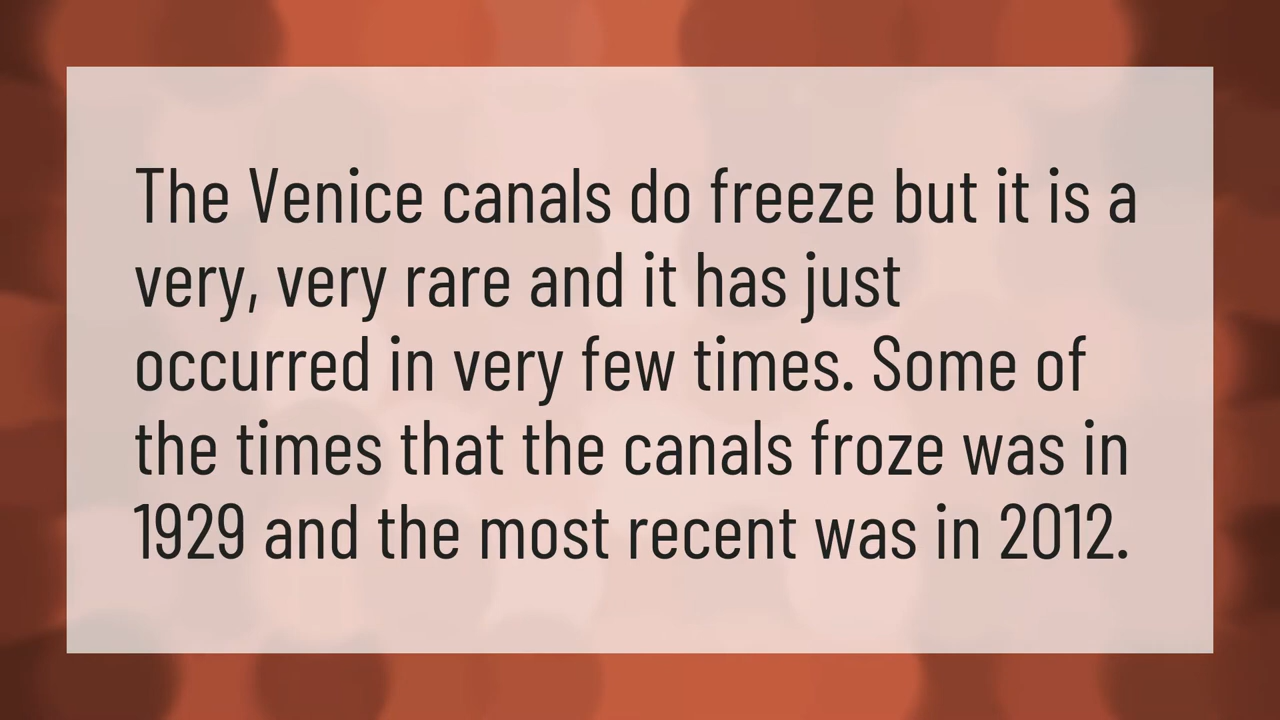 The Venice canals do freeze but it is a
very, very rare and it has just
occurred in very few times. Some of
the times that the canals froze was in
1929 and the most recent was in 2012.